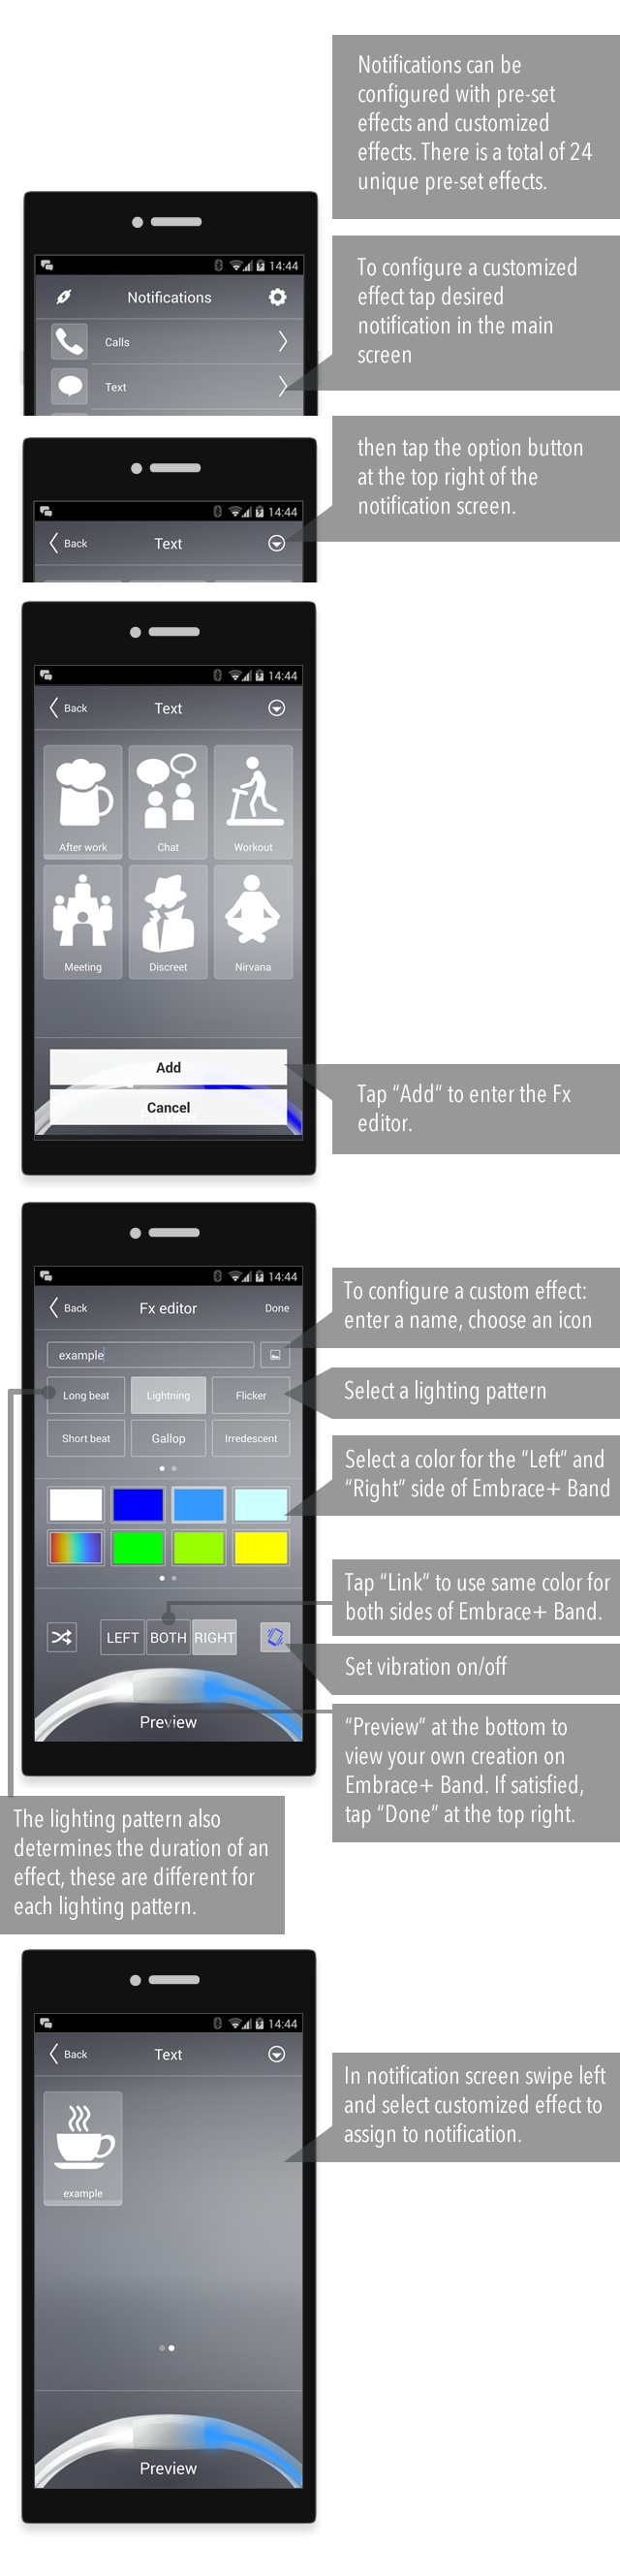 Notifications can be
configured with pre-set
effects and customized
effects. There is a total of 24
unique pre-set effects.
14:44
Notifications
Calls
Text
To configure a customized
effect tap desired
notification in the main
screen
14:44
Back Text
then tap the option button
at the top right of the
notification screen.
14:44
Back Text
After work Chat Workout
Meeting Discreet Nirvana
Add
Cancel
Tap “Add” to enter the Fx
editor.
14:44
Back Fx editor Done
example
Long beat Lightning Flicker
Short beat Gallop Irredescent
LEFT BOTH RIGHT
Preview
To configure a custom effect:
enter a name, choose an icon
Select a lighting pattern
Select a color for the “Left” and
“Right” side of Embrace+ Band
Tap “Link” to use same color for
both sides of Embrace+ Band.
Set vibration on/off
“Preview” at the bottom to
view your own creation on
Embrace+ Band. If satisfied,
tap “Done” at the top right.
The lighting pattern also
determines the duration of an
effect, these are different for
each lighting pattern.
14:44
Back Text
example
Preview
In notification screen swipe left
and select customized effect to
assign to notification.